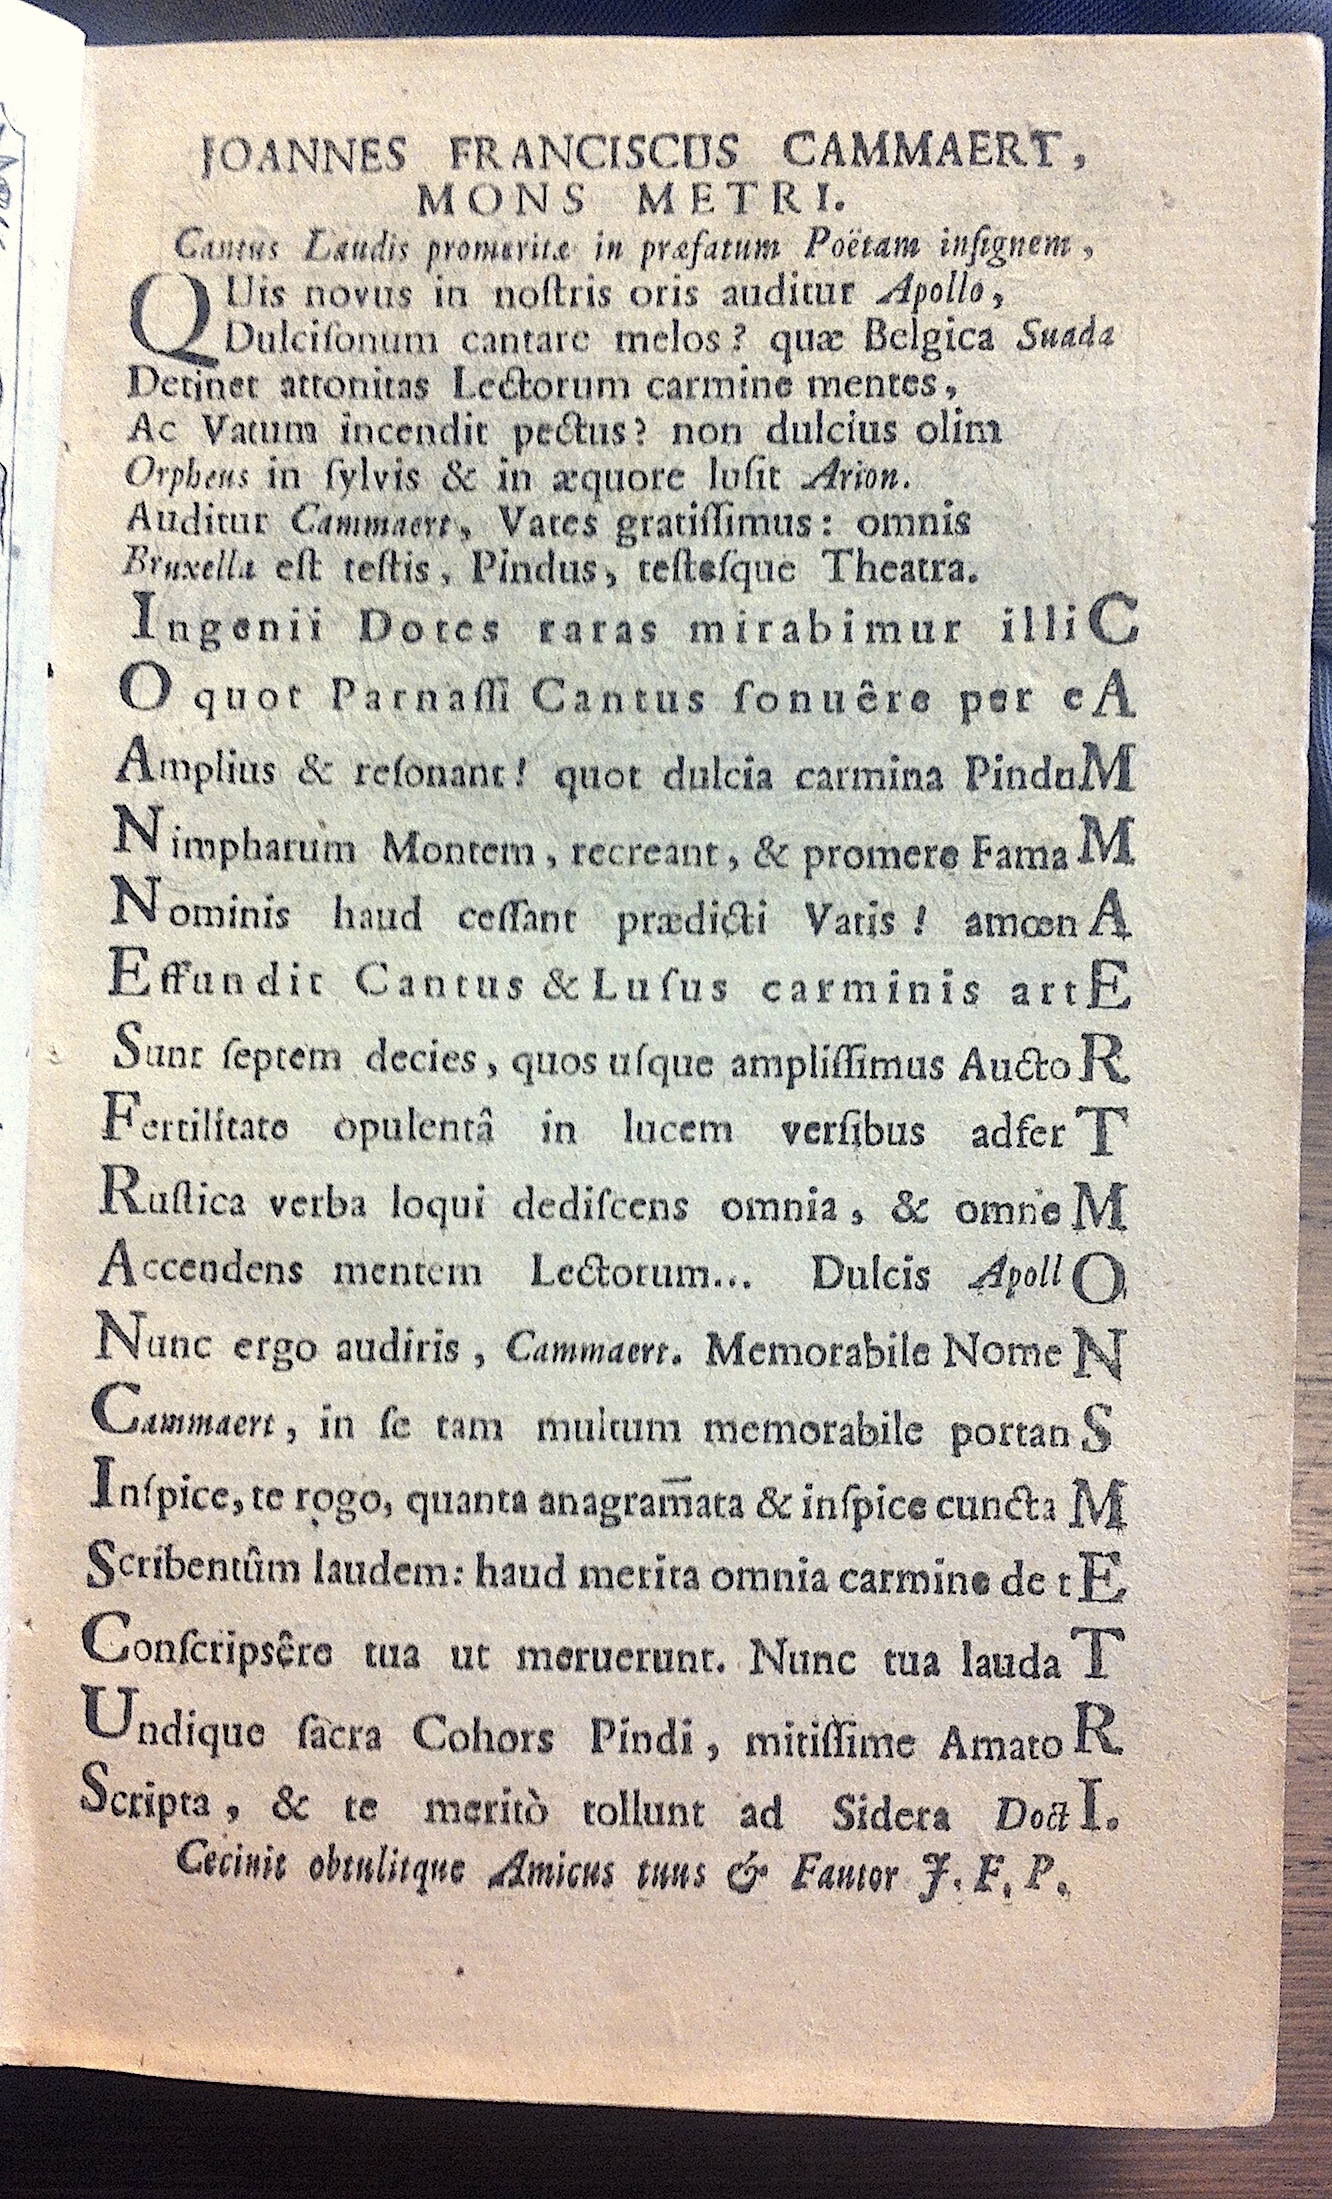 JOANNES FRANCISCUS CAMMAERT,
MONS METRI.
Cantus Laudis promeritæ in præfatum Poëtam inſignem,
QUis novus in noſtris oris auditur Apollo,
Dulciſonum cantare melos? quæ Belgica Suada
Detinet attonitas Lectorum carmine mentes,
Ac Vatum incendit pectus? non dulcius olim
Orpheus in ſylvis & in æquore luſit Arion.
Auditur Cammaert, Vates gratiſſimus: omnis
Bruxella eſt teſtis, Pindus, teſteſque Theatra.
Ingenii Dotes raras mirabimur illiC
O quot Parnaſſi Cantus ſonuêre per eA
Amplius & reſonant! quot dulcia carmina PinduM
Nimpharum Montem, recreant, & promere FamaM
Nominis haud ceſſant prædicti Vatis! amœnA
Effundit Cantus & Luſus carminis artE
Sunt ſeptem decies, quos uſque ampliſſimus AuctoR
Fertilitate opulentâ in lucem verſibus adferT
Ruſtica verba loqui dediſcens omnia, & omneM
Accendens mentem Lectorum... Dulcis ApollO
Nunc ergo audiris, Cammaert. Memorabile NomeN
Cammaert, in ſe tam multum memorabile portanS
Inſpice, te rogo, quanta anagram̄ata & inſpice cunctaM
Scribentûm laudem: haud merita omnia carmine de tE
Conſcripsêre tua ut meruerunt. Nunc tua laudaT
Undique ſacra Cohors Pindi, mitiſſime AmatoR
Scripta, & te meritò tollunt ad Sidera DoctI.
Cecinit obtulitque Amicus tuus & Fautor J. F. P.